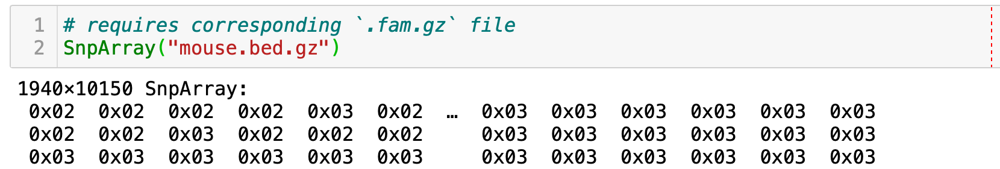 1 # requires corresponding `.fam.gz` file
2 SnpArray("mouse.bed.gz")
1940×10150 SnpArray:
0x02 0x02 0x02 0x02 0x03 0x02 … 0x03 0x03 0x03 0x03 0x03 0x03
0x02 0x02 0x03 0x02 0x02 0x02 0x03 0x03 0x03 0x03 0x03 0x03
0x03 0x03 0x03 0x03 0x03 0x03 0x03 0x03 0x03 0x03 0x03 0x03